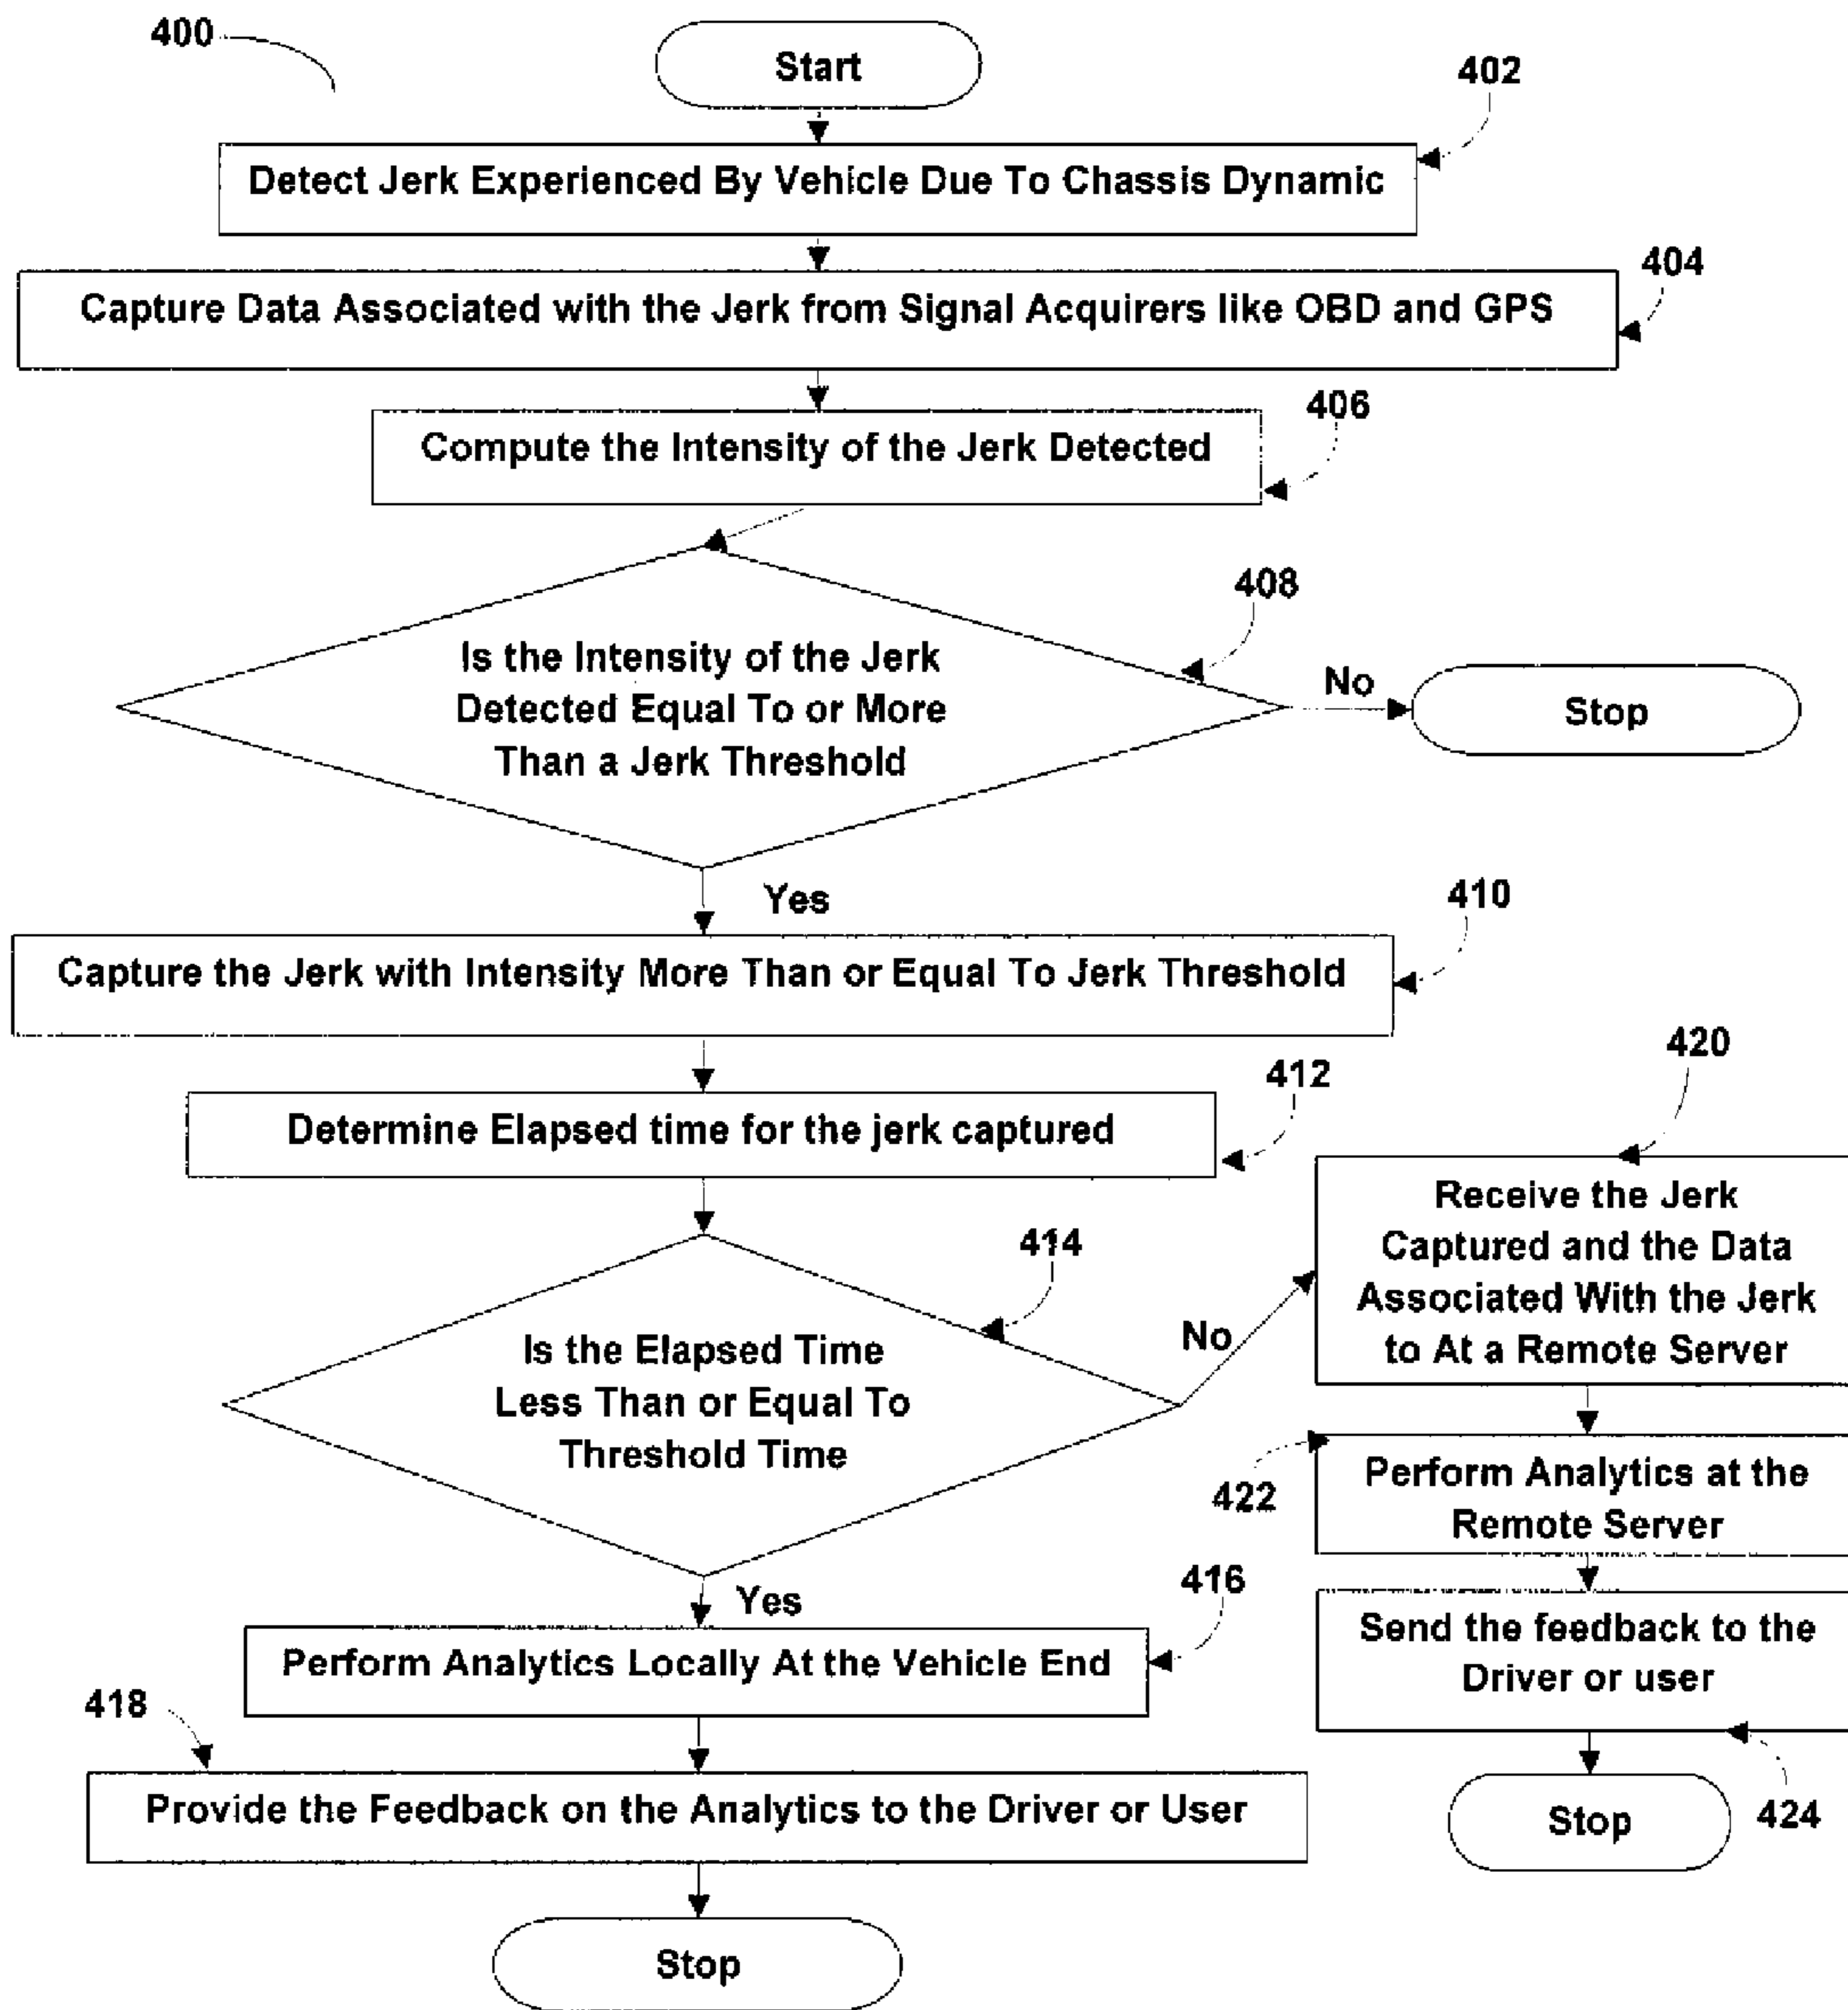 400
Start
402
Detect Jerk Experienced By Vehicle Due To Chassis Dynamic
404
Capture Data Associated with the Jerk from Signal Acquirers like OBD and GPS
406
Compute the Intensity of the Jerk Detected
408
Is the Intensity of the Jerk
Detected Equal To or More
Than a Jerk Threshold
No
Stop
Yes
410
Capture the Jerk with Intensity More Than or Equal To Jerk Threshold
412
Determine Elapsed time for the jerk captured
414
Is the Elapsed Time
Less Than or Equal To
Threshold Time
No
420
Receive the Jerk
Captured and the Data
Associated With the Jerk
to At a Remote Server
422
Perform Analytics at the
Remote Server
Send the feedback to the
Driver or user
424
Stop
Yes
416
Perform Analytics Locally At the Vehicle End
418
Provide the Feedback on the Analytics to the Driver or User
Stop